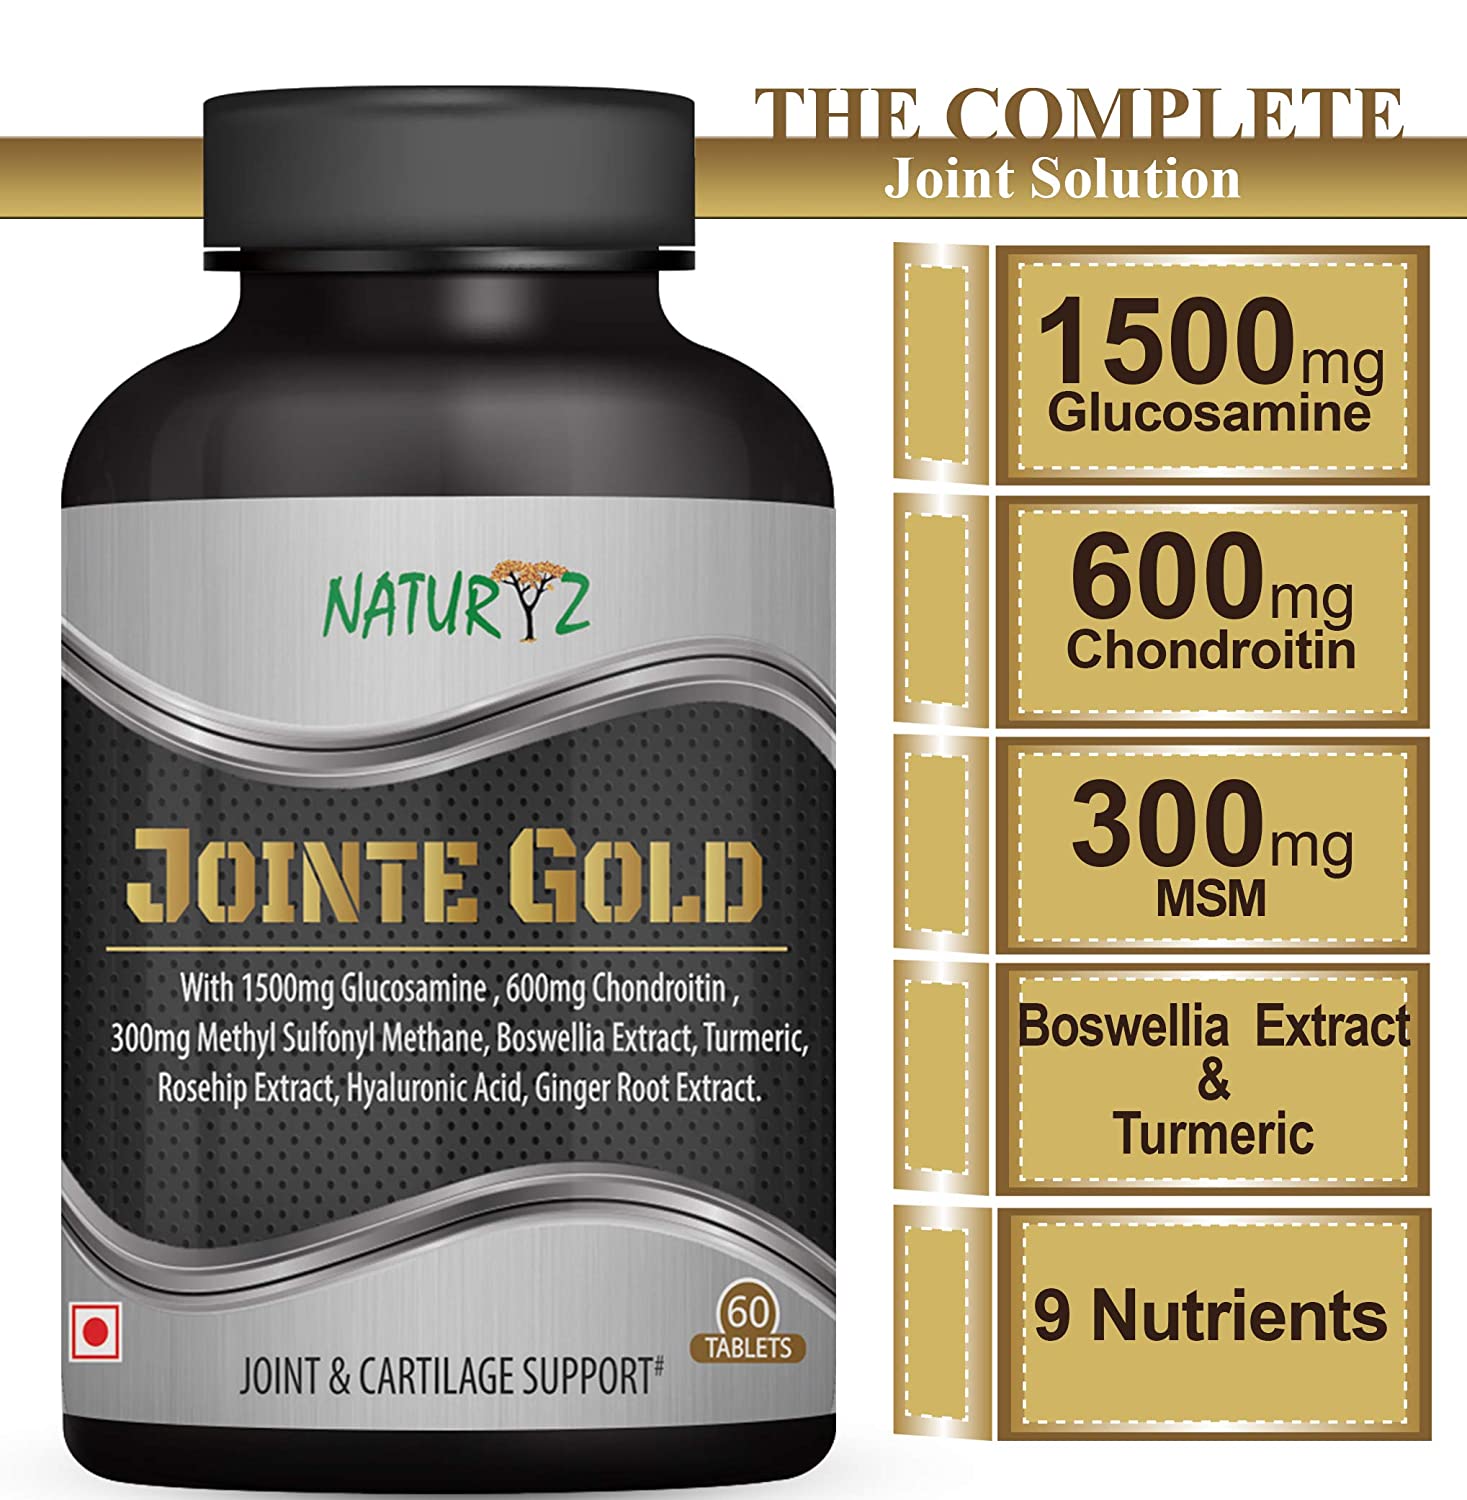 THE COMPLETE
Joint Solution
NATURYZ
JOINTE GOLD
With 1500mg Glucosamine , 600mg Chondroitin ,
300mg Methyl Sulfonyl Methane, Boswellia Extract, Turmeric,
Rosehip Extract, Hyaluronic Acid, Ginger Root Extract.
60
TABLETS
JOINT & CARTILAGE SUPPORT#
1500mg
Glucosamine
600mg
Chondroitin
300mg
MSM
Boswellia Extract
&
Turmeric
9 Nutrients